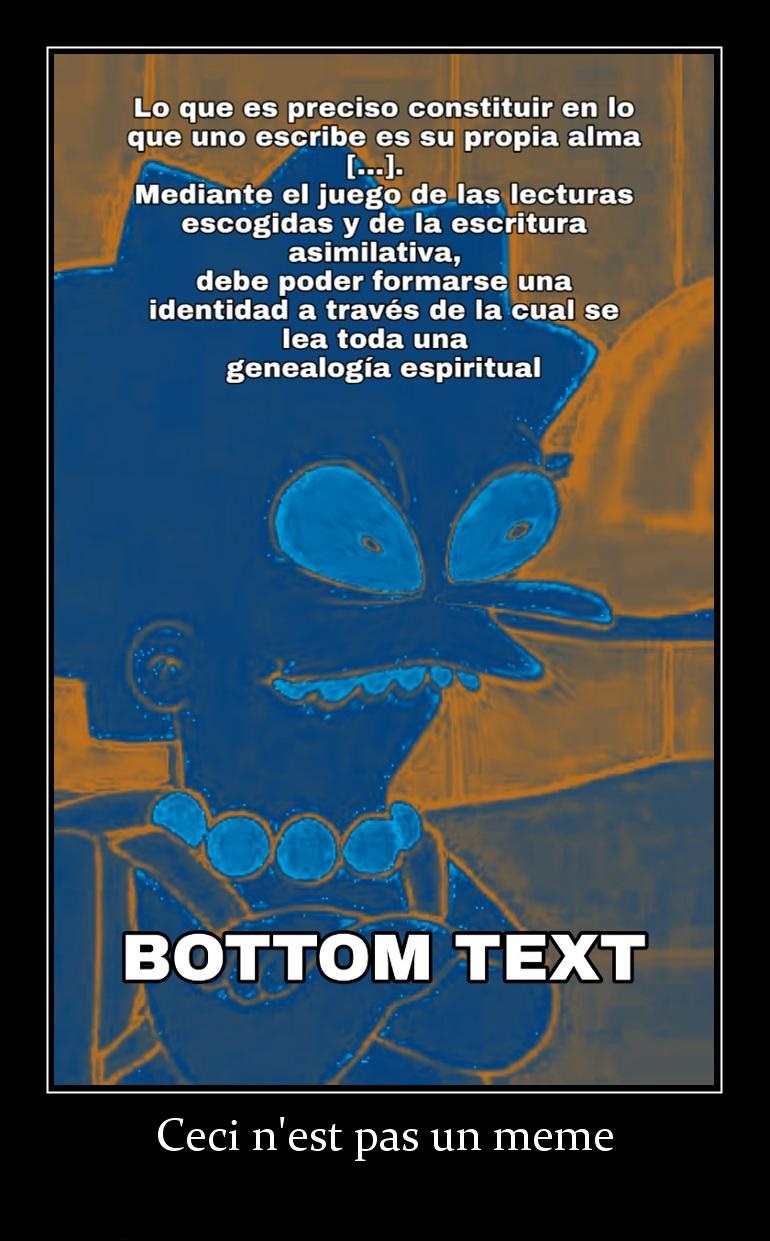 Lo que es preciso constituir en lo
que uno escribe es su propia alma
[...].
Mediante el juego de las lecturas
escogidas y de la escritura
asimilativa,
debe poder formarse una
identidad a través de la cual se
lea toda una
genealogía espiritual
BOTTOM TEXT
Ceci n'est pas un meme